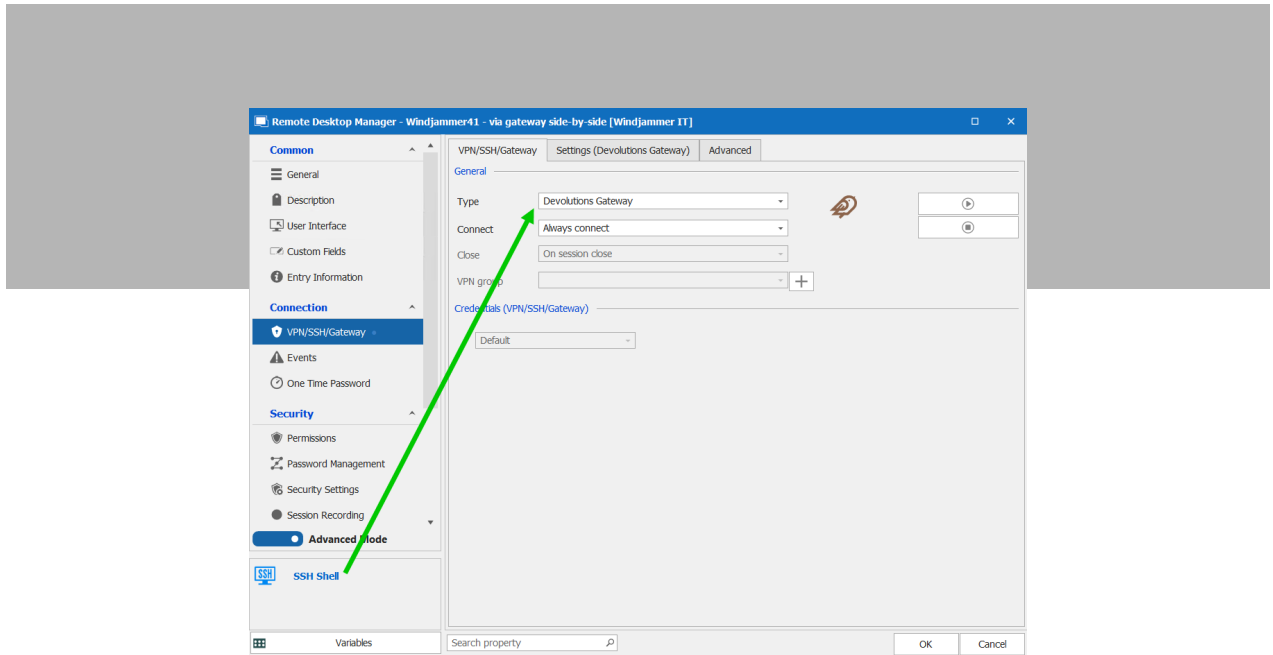 Remote Desktop Manager - Windjammer41 - via gateway side-by-side [Windjammer IT]
Common
General
Description
User Interface
Custom Fields
Entry Information
Connection
VPN/SSH/Gateway
Events
One Time Password
Security
Permissions
Password Management
Security Settings
Session Recording
Advanced Mode
SSH
SSH Shell
Variables
VPN/SSH/Gateway Settings (Devolutions Gateway) Advanced
General
Type Devolutions Gateway
Connect Always connect
Close On session close
VPN group
Credentials (VPN/SSH/Gateway)
Default
Search property
OK Cancel